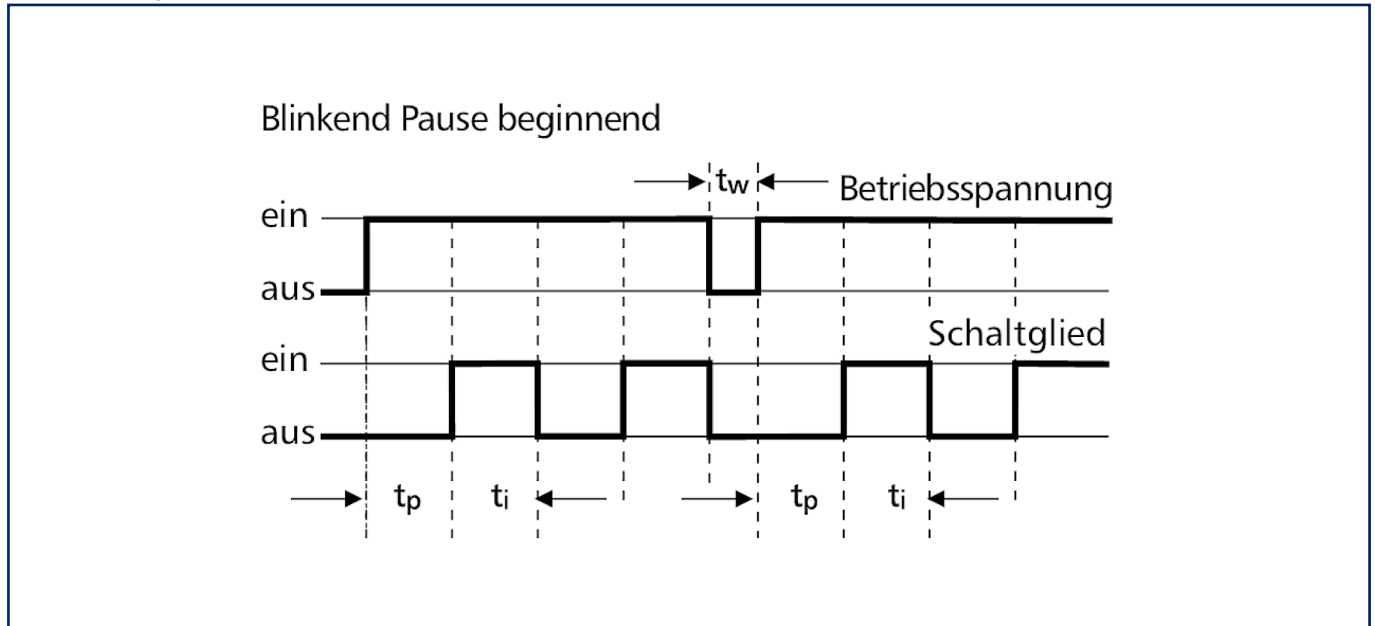 Blinkend Pause beginnend
tw
Betriebsspannung
ein
aus
Schaltglied
ein
aus
tp ti tp ti